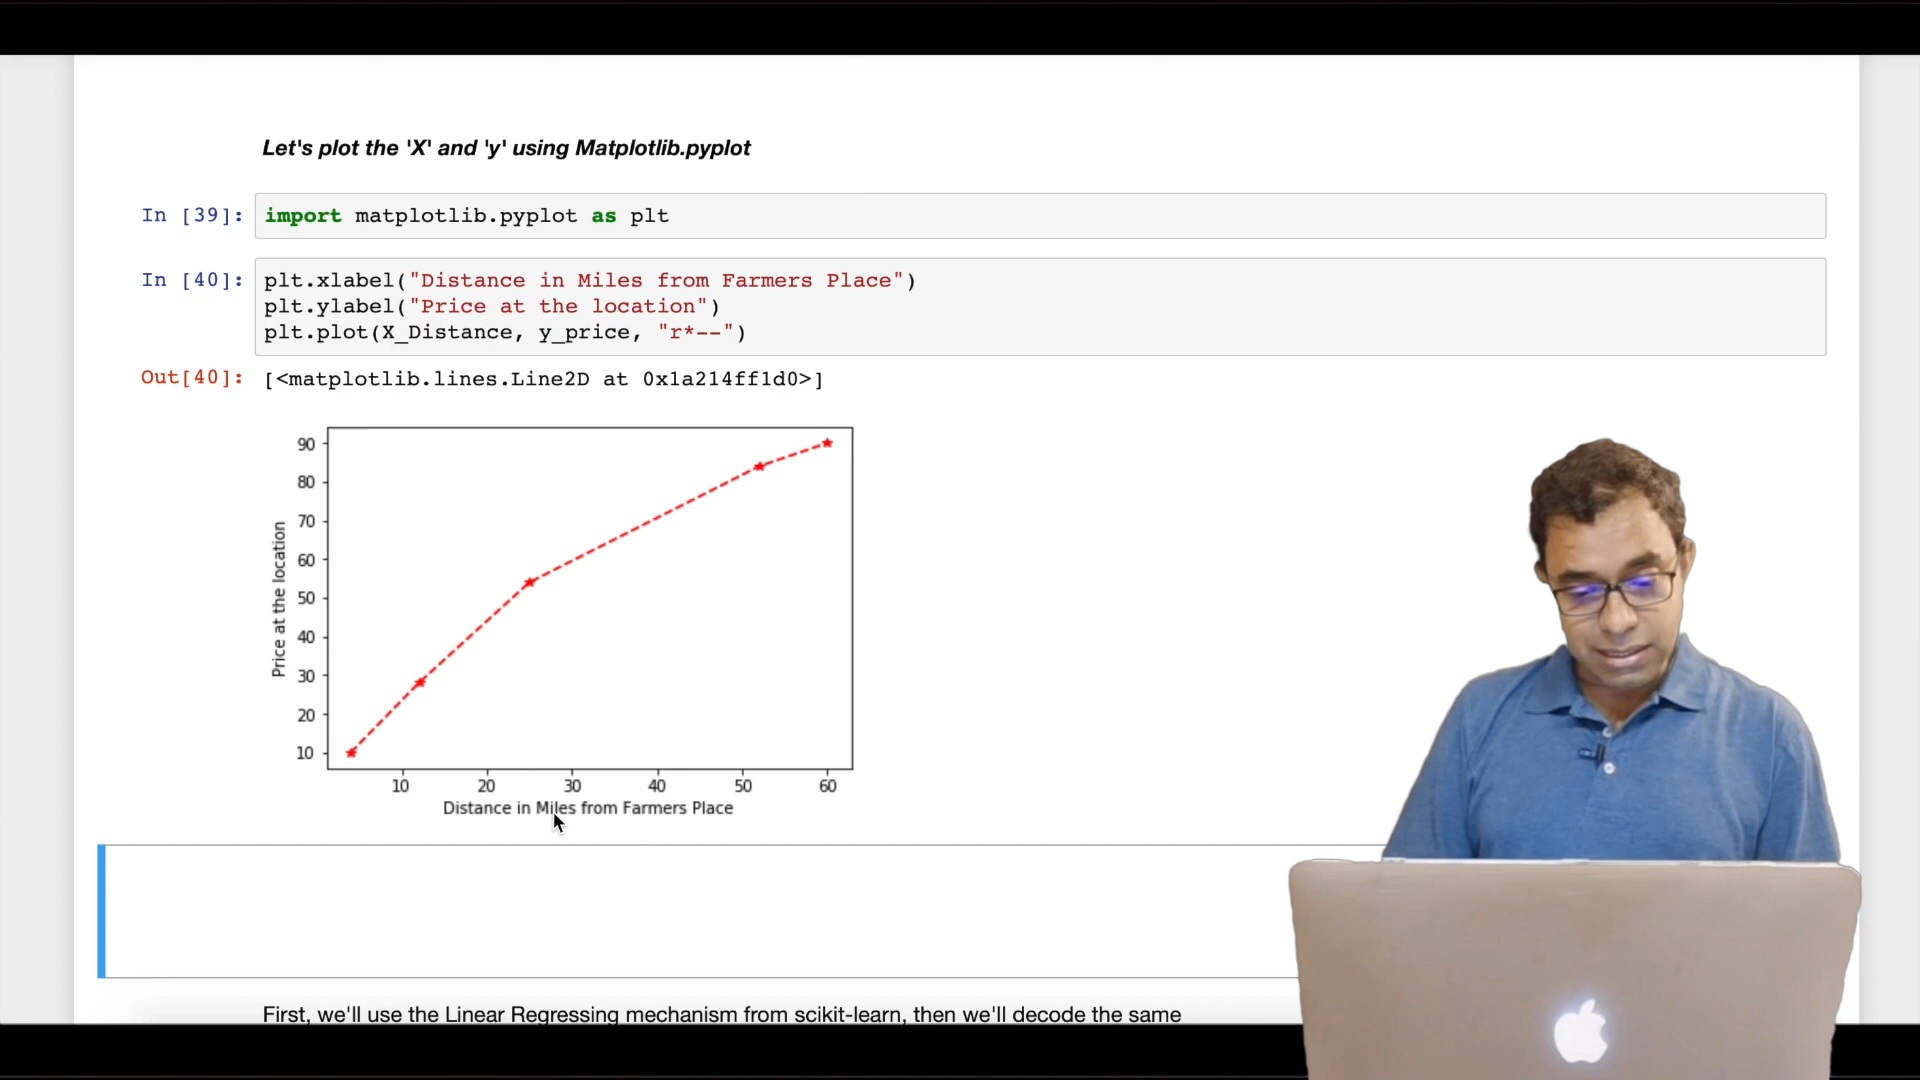 Let's plot the 'X' and 'y' using Matplotlib.pyplot
In [39]: import matplotlib.pyplot as plt
In [40]: plt.xlabel("Distance in Miles from Farmers Place")
plt.ylabel("Price at the location")
plt.plot(X_Distance, y_price, "r*--")
Out[40]: [<matplotlib.lines.Line2D at 0x1a214ff1d0>]
90
80
70
60
50
40
30
20
10
Price at the location
10 20 30 40 50 60
Distance in Miles from Farmers Place
First, we'll use the Linear Regressing mechanism from scikit-learn, then we'll decode the same